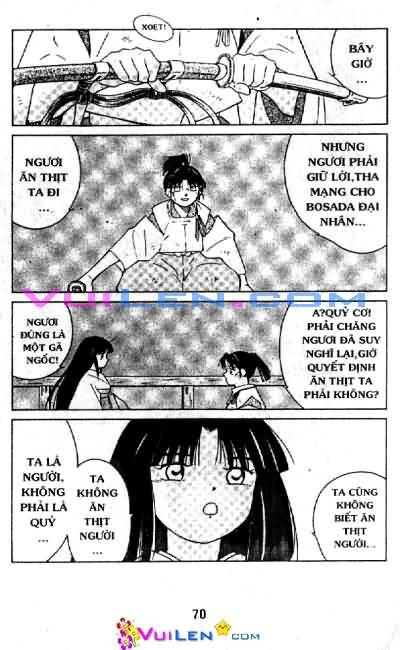 XOẸT!
BÂY
GIỜ
...
NGƯƠI
ĂN THỊT
TA ĐI
...
NHƯNG
NGƯƠI PHẢI
GIỮ LỜI,THA
MẠNG CHO
BOSADA ĐẠI
NHÂN...
VUILEN.COM
NGƯƠI
ĐÚNG LÀ
MỘT GÃ
NGỐC!
A?QUỶ CƠ!
PHẢI CHĂNG
NGƯƠI ĐÃ SUY
NGHĨ LẠI,GIỜ
QUYẾT ĐỊNH
ĂN THỊT TA
PHẢI KHÔNG?
TA LÀ
NGƯỜI,
KHÔNG
PHẢI LÀ
QUỶ
...
TA
KHÔNG
ĂN
THỊT
NGƯỜI
...
TA CŨNG
KHÔNG
BIẾT ĂN
THỊT
NGƯỜI...
70
VUILEN.COM